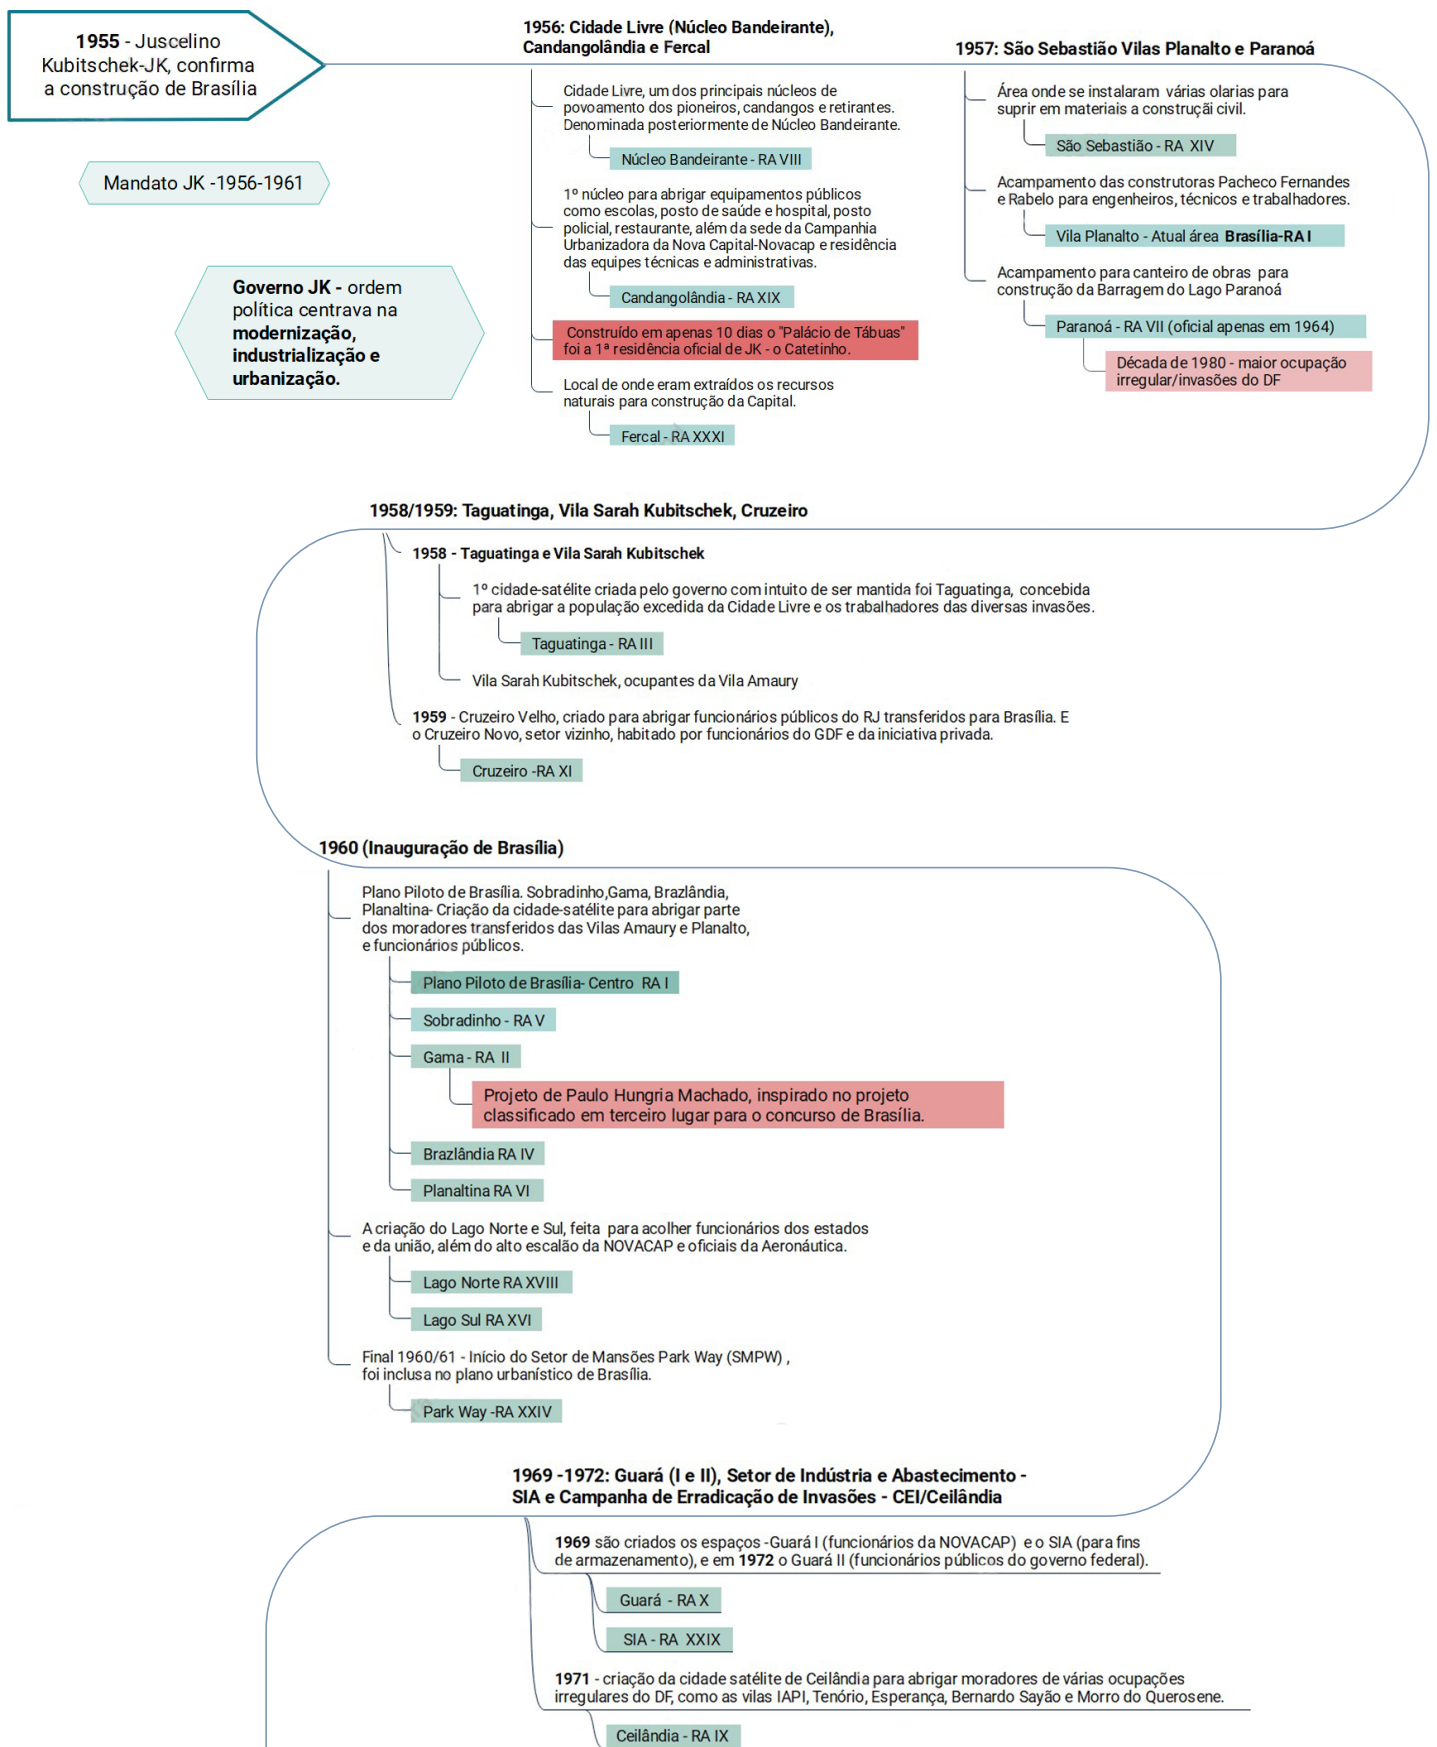 1955 - Juscelino
Kubitschek-JK, confirma
a construção de Brasília
Mandato JK -1956-1961
Governo JK - ordem
política centrava na
modernização,
industrialização e
urbanização.
1956: Cidade Livre (Núcleo Bandeirante),
Candangolândia e Fercal
Cidade Livre, um dos principais núcleos de
povoamento dos pioneiros, candangos e retirantes.
Denominada posteriormente de Núcleo Bandeirante.
Núcleo Bandeirante - RA VIII
1º núcleo para abrigar equipamentos públicos
como escolas, posto de saúde e hospital, posto
policial, restaurante, além da sede da Campanha
Urbanizadora da Nova Capital-Novacap e residência
das equipes técnicas e administrativas.
Candangolândia - RA XIX
Construído em apenas 10 dias o "Palácio de Tábuas"
foi a 1ª residência oficial de JK - o Catetinho.
Local de onde eram extraídos os recursos
naturais para construção da Capital.
Fercal - RA XXXI
1957: São Sebastião Vilas Planalto e Paranoá
Área onde se instalaram várias olarias para
suprir em materiais a construçãi civil.
São Sebastião - RA XIV
Acampamento das construtoras Pacheco Fernandes
e Rabelo para engenheiros, técnicos e trabalhadores.
Vila Planalto - Atual área Brasília-RA I
Acampamento para canteiro de obras para
construção da Barragem do Lago Paranoá
Paranoá - RA VII (oficial apenas em 1964)
Década de 1980 - maior ocupação
irregular/invasões do DF
1958/1959: Taguatinga, Vila Sarah Kubitschek, Cruzeiro
1958 - Taguatinga e Vila Sarah Kubitschek
1º cidade-satélite criada pelo governo com intuito de ser mantida foi Taguatinga, concebida
para abrigar a população excedida da Cidade Livre e os trabalhadores das diversas invasões.
Taguatinga - RA III
Vila Sarah Kubitschek, ocupantes da Vila Amaury
1959 - Cruzeiro Velho, criado para abrigar funcionários públicos do RJ transferidos para Brasília. E
o Cruzeiro Novo, setor vizinho, habitado por funcionários do GDF e da iniciativa privada.
Cruzeiro -RA XI
1960 (Inauguração de Brasília)
Plano Piloto de Brasília. Sobradinho,Gama, Brazlândia,
Planaltina- Criação da cidade-satélite para abrigar parte
dos moradores transferidos das Vilas Amaury e Planalto,
e funcionários públicos.
Plano Piloto de Brasília- Centro RA I
Sobradinho - RA V
Gama - RA II
Projeto de Paulo Hungria Machado, inspirado no projeto
classificado em terceiro lugar para o concurso de Brasília.
Brazlândia RA IV
Planaltina RA VI
A criação do Lago Norte e Sul, feita para acolher funcionários dos estados
e da união, além do alto escalão da NOVACAP e oficiais da Aeronáutica.
Lago Norte RA XVIII
Lago Sul RA XVI
Final 1960/61 - Início do Setor de Mansões Park Way (SMPW) ,
foi inclusa no plano urbanístico de Brasília.
Park Way -RA XXIV
1969 -1972: Guará (I e II), Setor de Indústria e Abastecimento -
SIA e Campanha de Erradicação de Invasões - CEI/Ceilândia
1969 são criados os espaços -Guará I (funcionários da NOVACAP) e o SIA (para fins
de armazenamento), e em 1972 o Guará II (funcionários públicos do governo federal).
Guará - RA X
SIA - RA XXIX
1971 - criação da cidade satélite de Ceilândia para abrigar moradores de várias ocupações
irregulares do DF, como as vilas IAPI, Tenório, Esperança, Bernardo Sayão e Morro do Querosene.
Ceilândia - RA IX